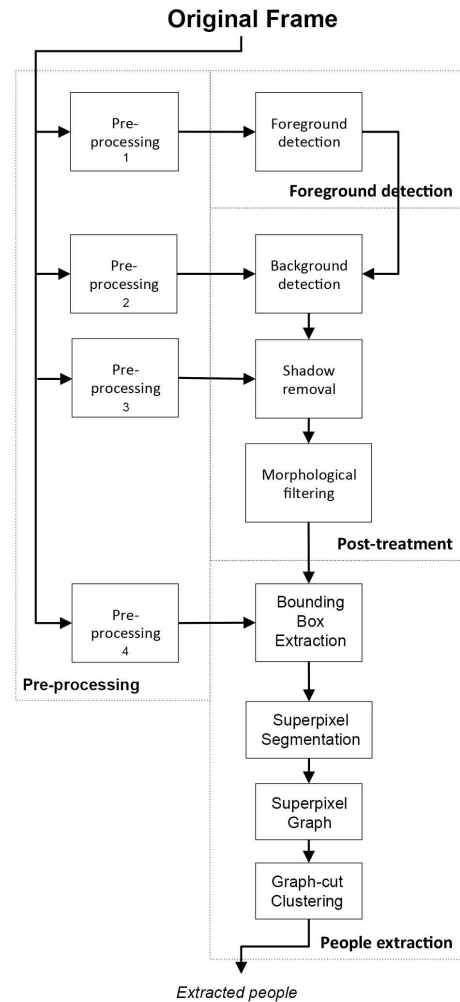 Original Frame
Pre-
processing
1
Foreground
detection
Foreground detection
Pre-
processing
2
Background
detection
Pre-
processing
3
Shadow
removal
Morphological
filtering
Post-treatment
Pre-
processing
4
Bounding
Box
Extraction
Pre-processing
Superpixel
Segmentation
Superpixel
Graph
Graph-cut
Clustering
People extraction
Extracted people